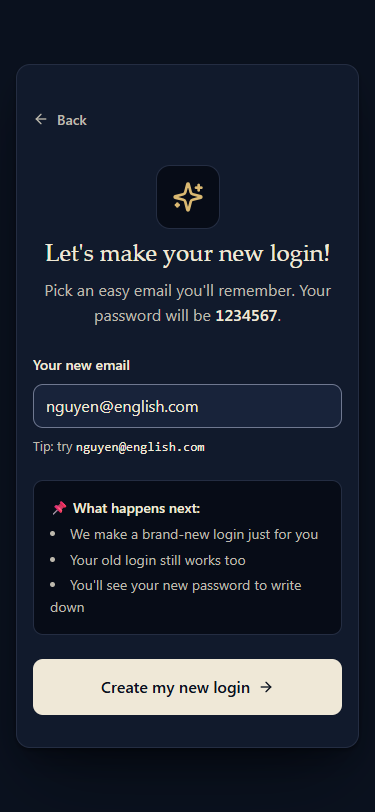 Back
Let's make your new login!
Pick an easy email you'll remember. Your
password will be 1234567.
Your new email
nguyen@english.com
Tip: try nguyen@english.com
📌 What happens next:
• We make a brand-new login just for you
• Your old login still works too
• You'll see your new password to write
down
Create my new login →